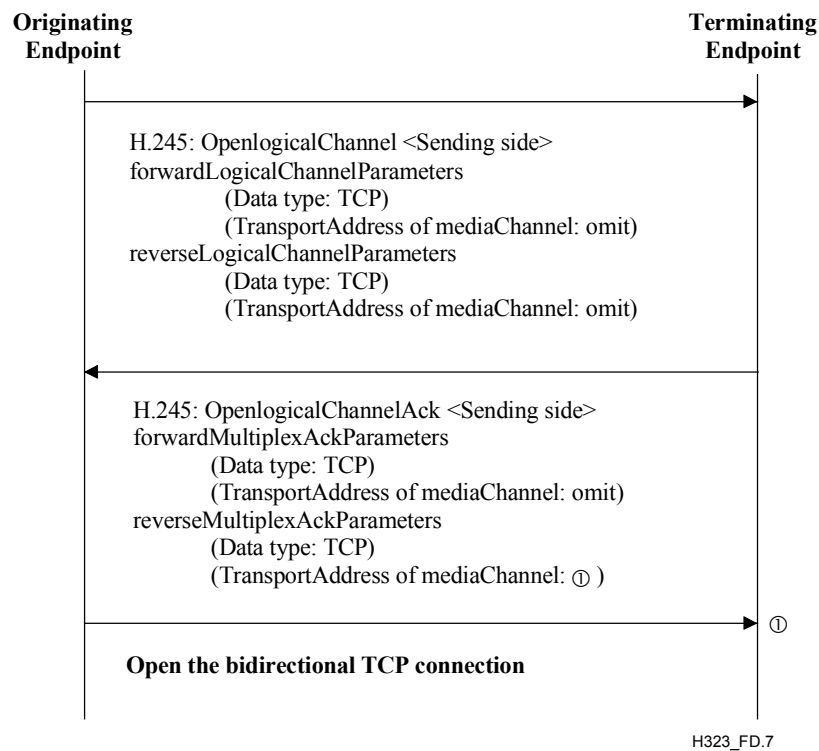 Originating
Endpoint
Terminating
Endpoint
H.245: OpenlogicalChannel <Sending side>
forwardLogicalChannelParameters
(Data type: TCP)
(TransportAddress of mediaChannel: omit)
reverseLogicalChannelParameters
(Data type: TCP)
(TransportAddress of mediaChannel: omit)
H.245: OpenlogicalChannelAck <Sending side>
forwardMultiplexAckParameters
(Data type: TCP)
(TransportAddress of mediaChannel: omit)
reverseMultiplexAckParameters
(Data type: TCP)
(TransportAddress of mediaChannel: ① )
①
Open the bidirectional TCP connection
H323_FD.7